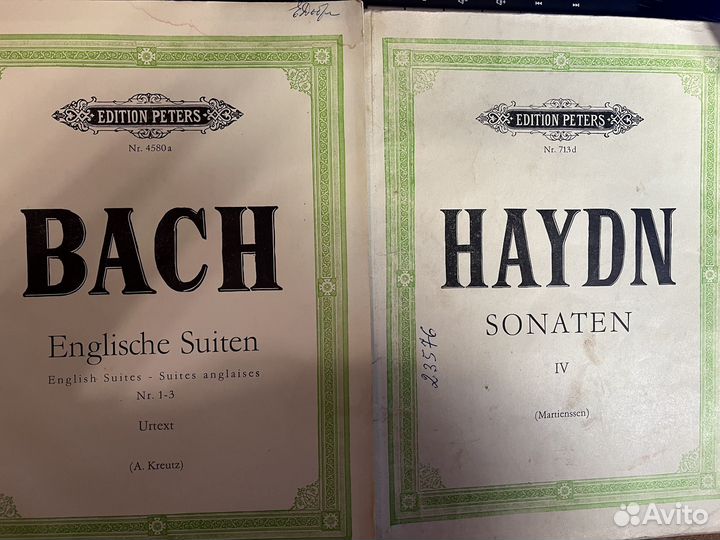 EDITION PETERS
Nr. 4580a
BACH
Englische Suiten
English Suites - Suites anglaises
Nr. 1-3
Urtext
(A. Kreutz)
EDITION PETERS
Nr. 713d
HAYDN
SONATEN
IV
(Martienssen)
23576
Avito